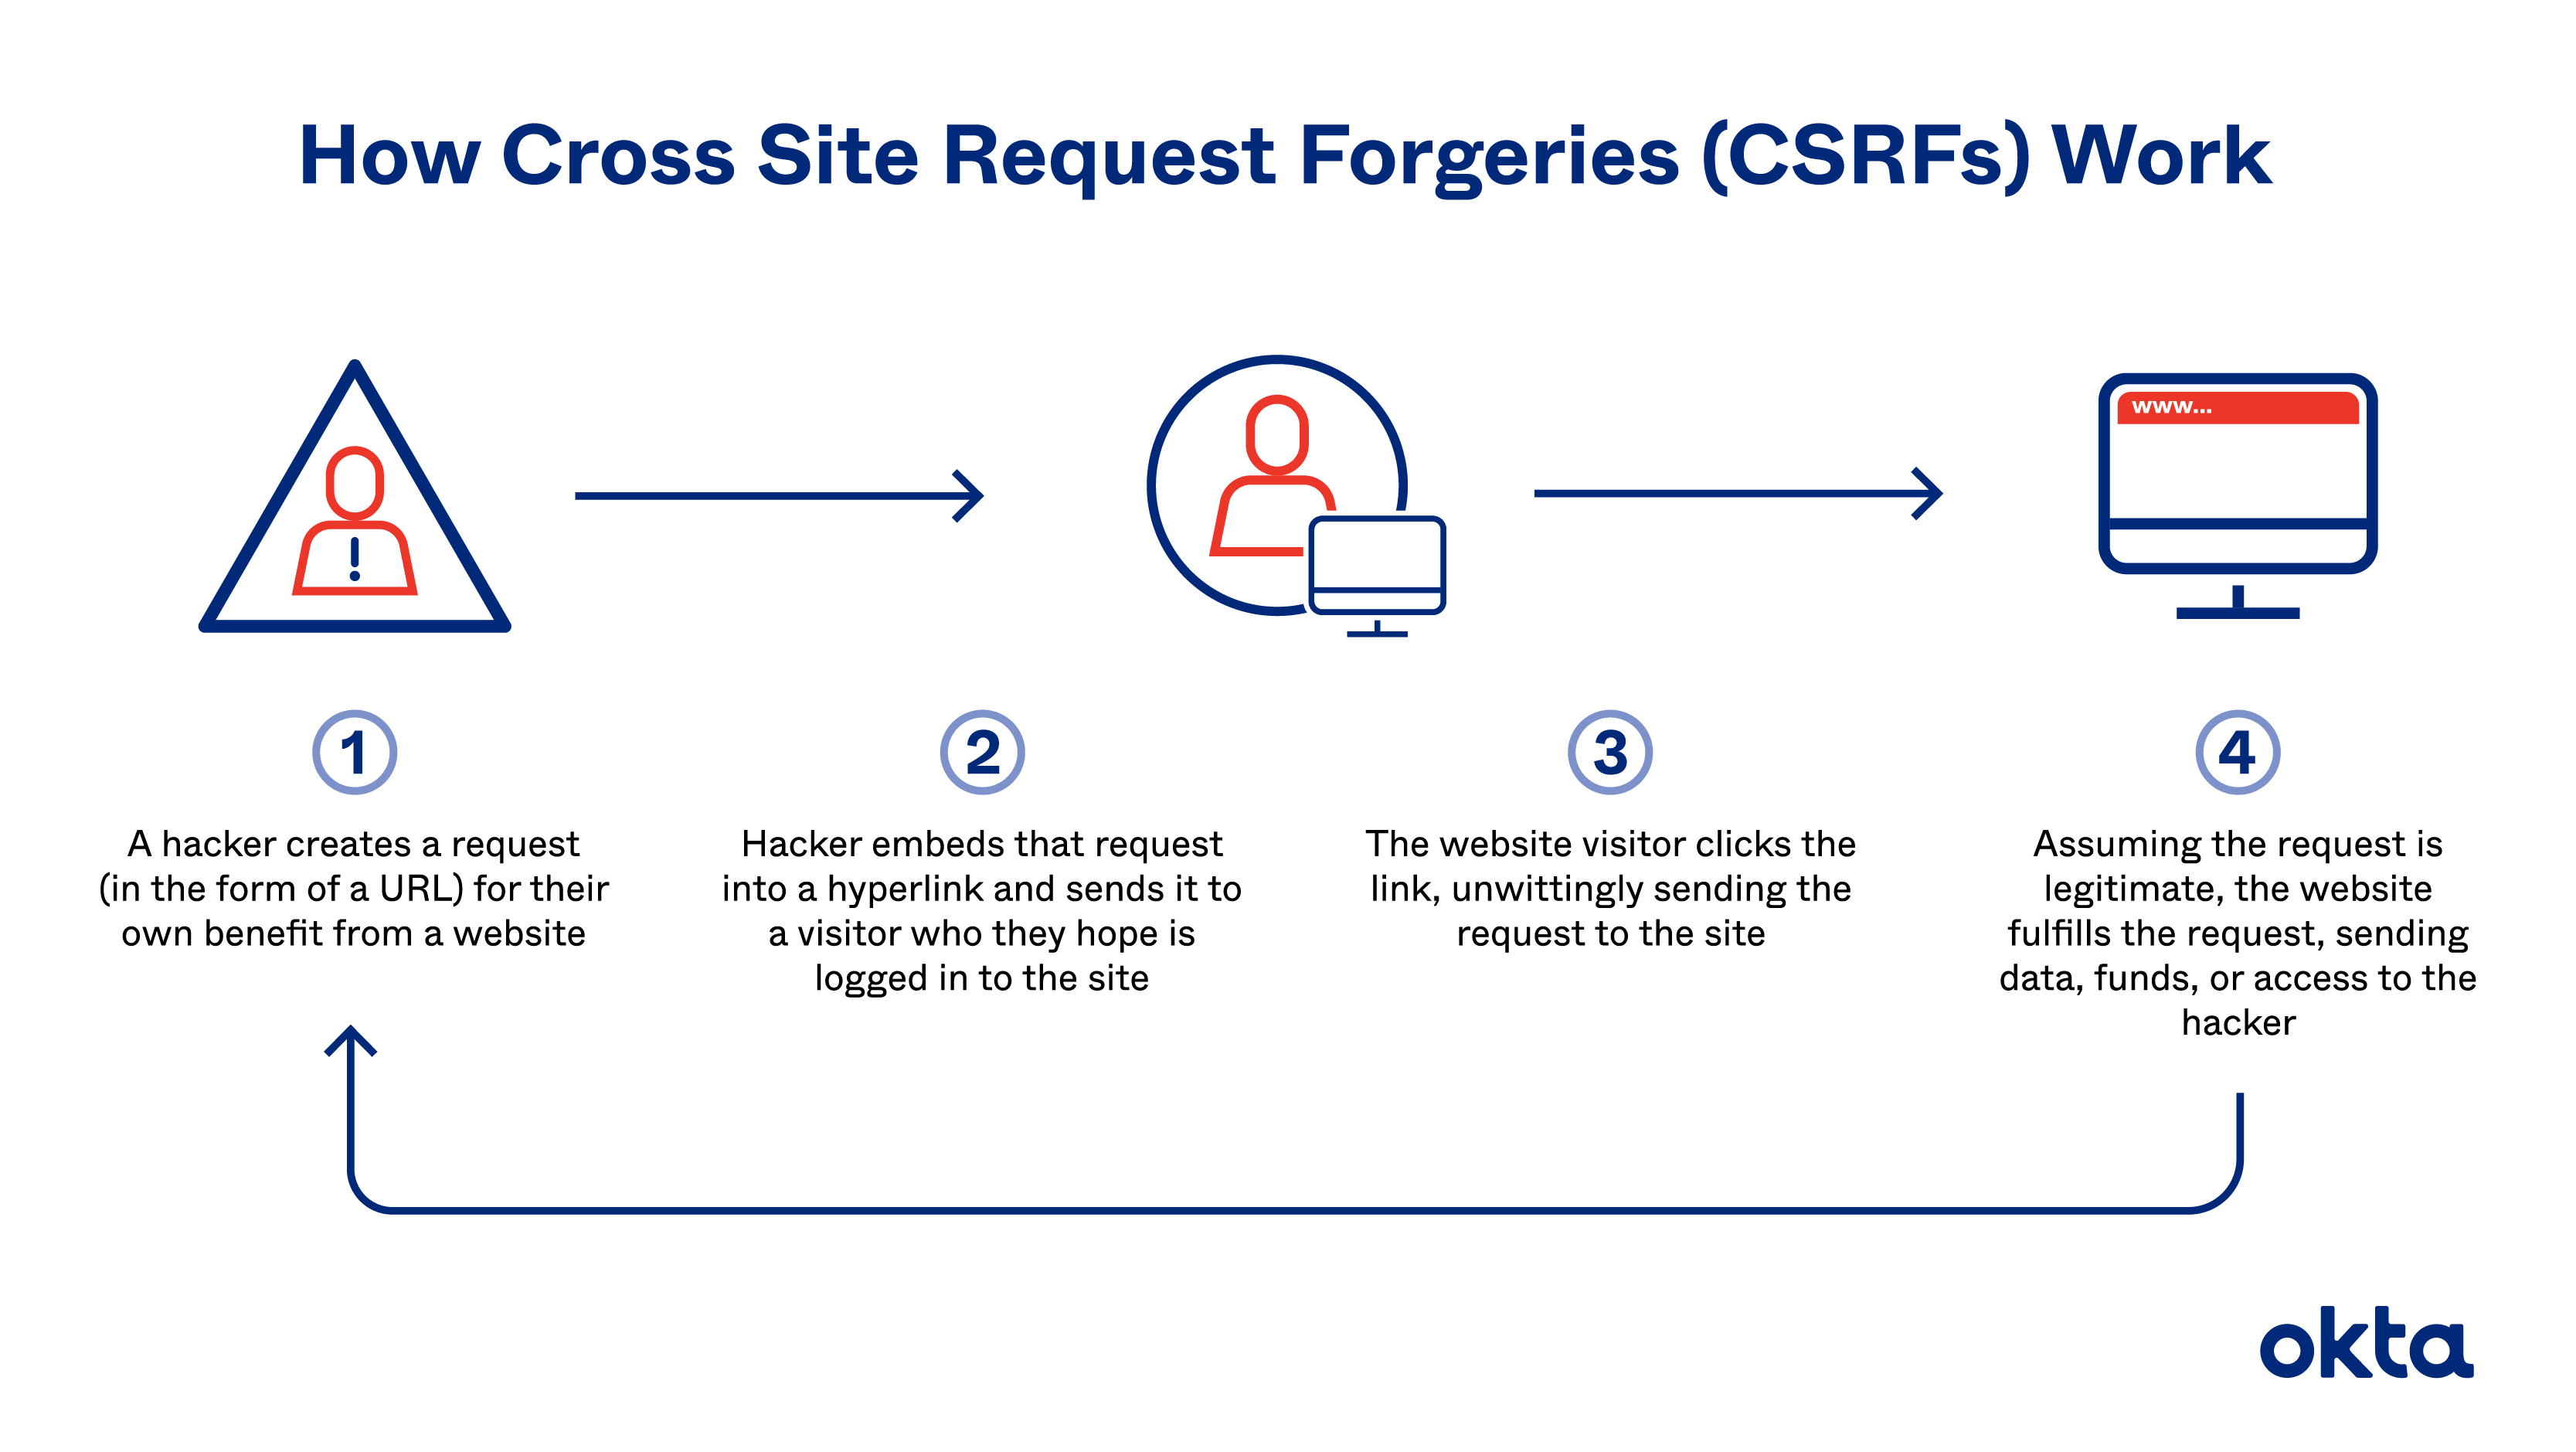 How Cross Site Request Forgeries (CSRFs) Work
!
www...
1
A hacker creates a request
(in the form of a URL) for their
own benefit from a website
2
Hacker embeds that request
into a hyperlink and sends it to
a visitor who they hope is
logged in to the site
3
The website visitor clicks the
link, unwittingly sending the
request to the site
4
Assuming the request is
legitimate, the website
fulfills the request, sending
data, funds, or access to the
hacker
okta